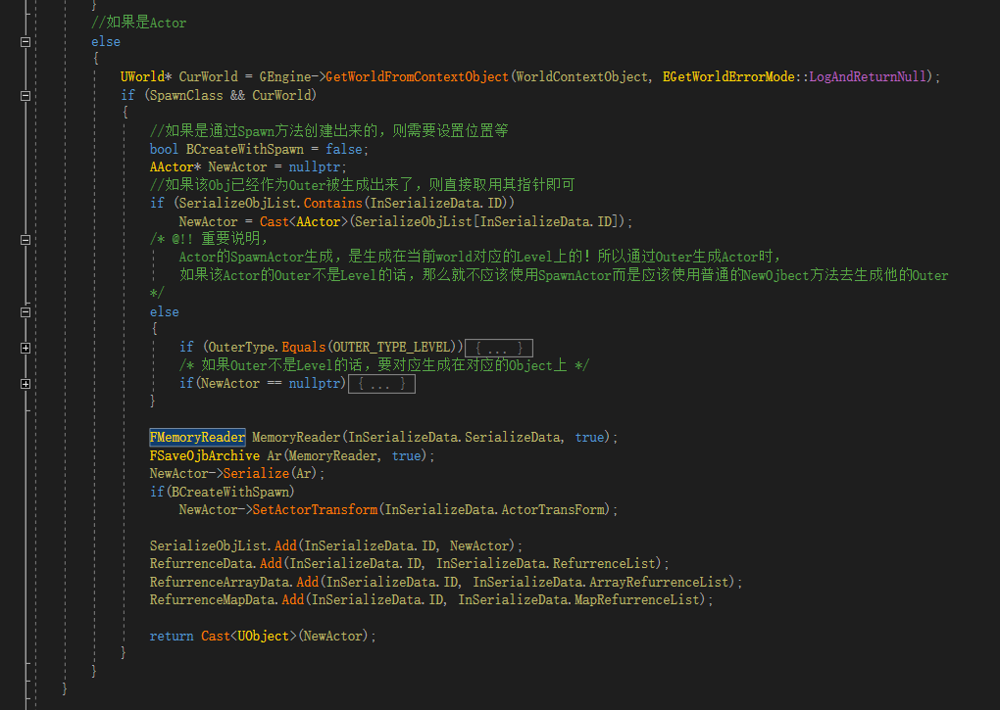 }
//如果是Actor
else
{
UWorld* CurWorld = GEngine->GetWorldFromContextObject(WorldContextObject, EGetWorldErrorMode::LogAndReturnNull);
if (SpawnClass && CurWorld)
{
//如果是通过Spawn方法创建出来的，则需要设置位置等
bool BCreateWithSpawn = false;
AActor* NewActor = nullptr;
//如果该Obj已经作为Outer被生成出来了，则直接取用其指针即可
if (SerializeObjList.Contains(InSerializeData.ID))
NewActor = Cast<AActor>(SerializeObjList[InSerializeData.ID]);
/* @!! 重要说明，
Actor的SpawnActor生成，是生成在当前world对应的Level上的！所以通过Outer生成Actor时，
如果该Actor的Outer不是Level的话，那么就不应该使用SpawnActor而是应该使用普通的NewOjbect方法去生成他的Outer
*/
else
{
if (OuterType.Equals(OUTER_TYPE_LEVEL)){ ... }
/* 如果Outer不是Level的话，要对应生成在对应的Object上 */
if(NewActor == nullptr){ ... }
}
FMemoryReader MemoryReader(InSerializeData.SerializeData, true);
FSaveOjbArchive Ar(MemoryReader, true);
NewActor->Serialize(Ar);
if(BCreateWithSpawn)
NewActor->SetActorTransform(InSerializeData.ActorTransForm);
SerializeObjList.Add(InSerializeData.ID, NewActor);
RefurrenceData.Add(InSerializeData.ID, InSerializeData.RefurrenceList);
RefurrenceArrayData.Add(InSerializeData.ID, InSerializeData.ArrayRefurrenceList);
RefurrenceMapData.Add(InSerializeData.ID, InSerializeData.MapRefurrenceList);
return Cast<UObject>(NewActor);
}
}
}